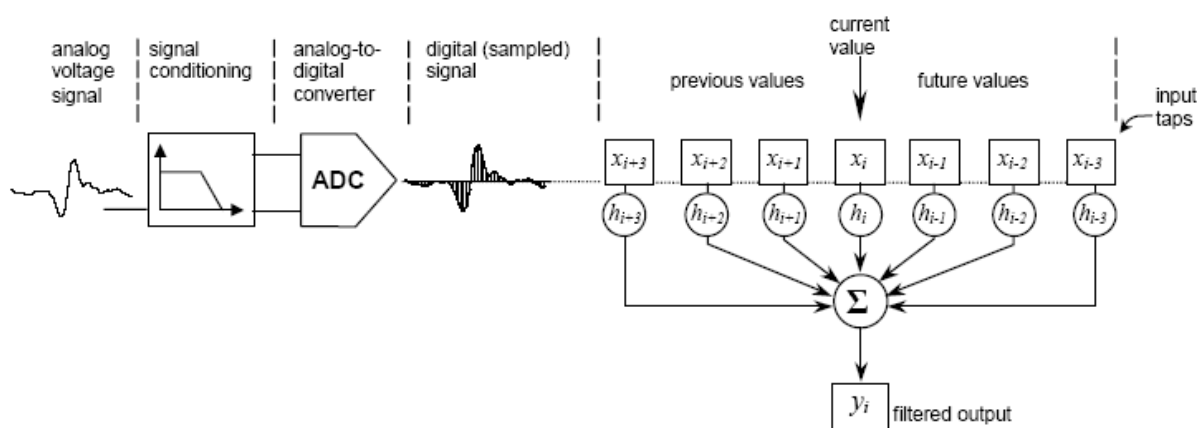 analog
voltage
signal
signal
conditioning
analog-to-
digital
converter
digital (sampled)
signal
current
value
previous values
future values
input
taps
ADC
x_{i+3} x_{i+2} x_{i+1} x_i x_{i-1} x_{i-2} x_{i-3}
h_{i+3} h_{i+2} h_{i+1} h_i h_{i-1} h_{i-2} h_{i-3}
Σ
y_i
filtered output